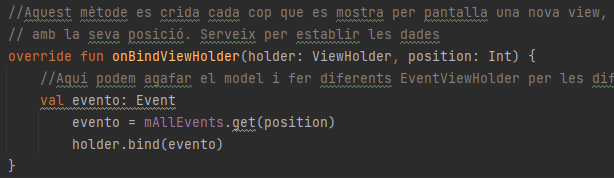 //Aquest mètode es crida cada cop que es mostra per pantalla una nova view,
// amb la seva posició. Serveix per establir les dades
override fun onBindViewHolder(holder: ViewHolder, position: Int) {
//Aquí podem agafar el model i fer diferents EventViewHolder per les dif
val evento: Event
evento = mAllEvents.get(position)
holder.bind(evento)
}